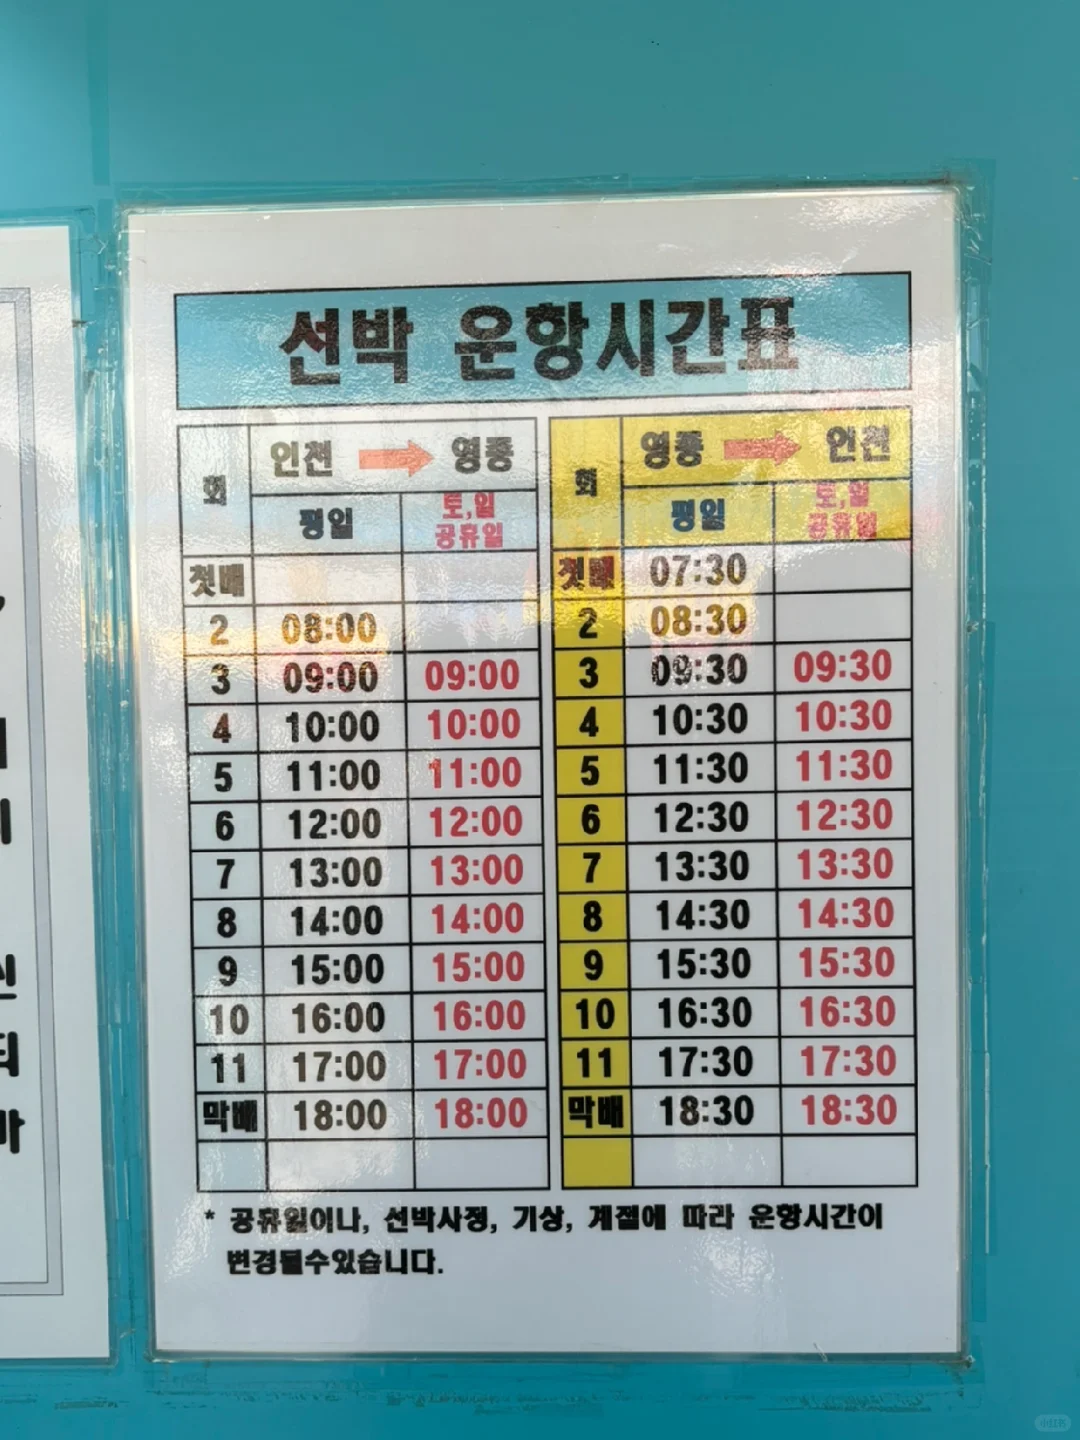 선박 운항시간표
회 인천 → 영종
평일 토,일 공휴일
첫배
2 08:00
3 09:00 09:00
4 10:00 10:00
5 11:00 11:00
6 12:00 12:00
7 13:00 13:00
8 14:00 14:00
9 15:00 15:00
10 16:00 16:00
11 17:00 17:00
막배 18:00 18:00
회 영종 → 인천
평일 토,일 공휴일
첫배 07:30
2 08:30
3 09:30 09:30
4 10:30 10:30
5 11:30 11:30
6 12:30 12:30
7 13:30 13:30
8 14:30 14:30
9 15:30 15:30
10 16:30 16:30
11 17:30 17:30
막배 18:30 18:30
* 공휴일이나, 선박사정, 기상, 계절에 따라 운항시간이
변경될수있습니다.
小红书